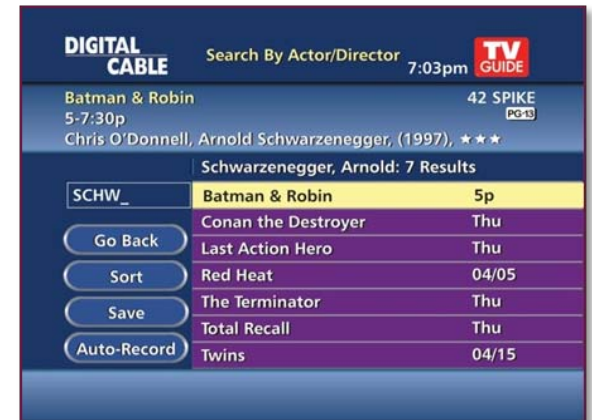 DIGITAL
CABLE
Search By Actor/Director
7:03pm
TV
GUIDE
Batman & Robin
42 SPIKE
5-7:30p
PG-13
Chris O'Donnell, Arnold Schwarzenegger, (1997), ★★★
Schwarzenegger, Arnold: 7 Results
SCHW_
Batman & Robin 5p
Conan the Destroyer Thu
Go Back
Last Action Hero Thu
Sort
Red Heat 04/05
Save
The Terminator Thu
Total Recall Thu
Auto-Record
Twins 04/15